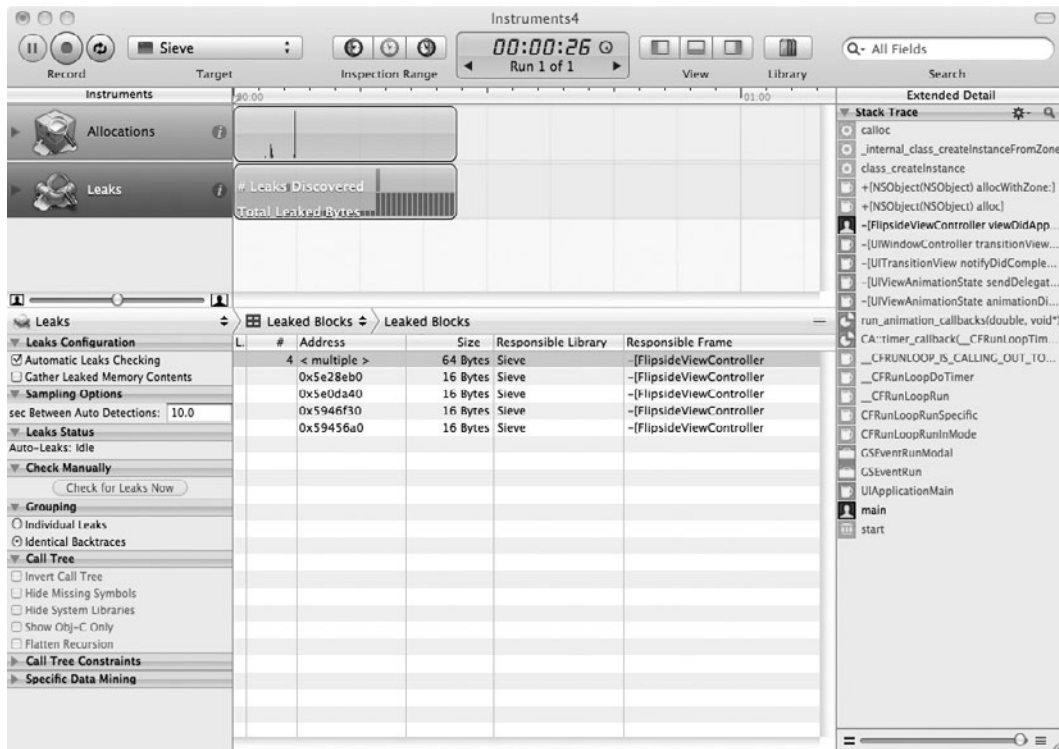 Instruments4
Sieve
00:00:26
Run 1 of 1
All Fields
Record
Target
Inspection Range
View
Library
Search
Instruments
00:00
01:00
Extended Detail
Allocations
Leaks
# Leaks Discovered
Total Leaked Bytes
Stack Trace
calloc
_internal_class_createInstanceFromZone
class_createInstance
+[NSObject(NSObject) allocWithZone:]
+[NSObject(NSObject) alloc]
-[FlipsideViewController viewDidApp...
-[UIWindowController transitionView...
-[UITransitionView notifyDidComple...
-[UIViewAnimationState sendDelegat...
-[UIViewAnimationState animationDi...
run_animation_callbacks(double, void*)
CA::timer_callback(__CFRunLoopTim...
__CFRUNLOOP_IS_CALLING_OUT_TO...
__CFRunLoopDoTimer
__CFRunLoopRun
CFRunLoopRunSpecific
CFRunLoopRunInMode
GSEventRunModal
GSEventRun
UIApplicationMain
main
start
Leaks
Leaked Blocks
Leaked Blocks
Leaks Configuration
Automatic Leaks Checking
Gather Leaked Memory Contents
Sampling Options
sec Between Auto Detections: 10.0
Leaks Status
Auto-Leaks: Idle
Check Manually
Check for Leaks Now
Grouping
Individual Leaks
Identical Backtraces
Call Tree
Invert Call Tree
Hide Missing Symbols
Hide System Libraries
Show Obj-C Only
Flatten Recursion
Call Tree Constraints
Specific Data Mining
L. # Address Size Responsible Library Responsible Frame
4 < multiple > 64 Bytes Sieve -[FlipsideViewController
0x5e28eb0 16 Bytes Sieve -[FlipsideViewController
0x5e0da40 16 Bytes Sieve -[FlipsideViewController
0x5946f30 16 Bytes Sieve -[FlipsideViewController
0x59456a0 16 Bytes Sieve -[FlipsideViewController